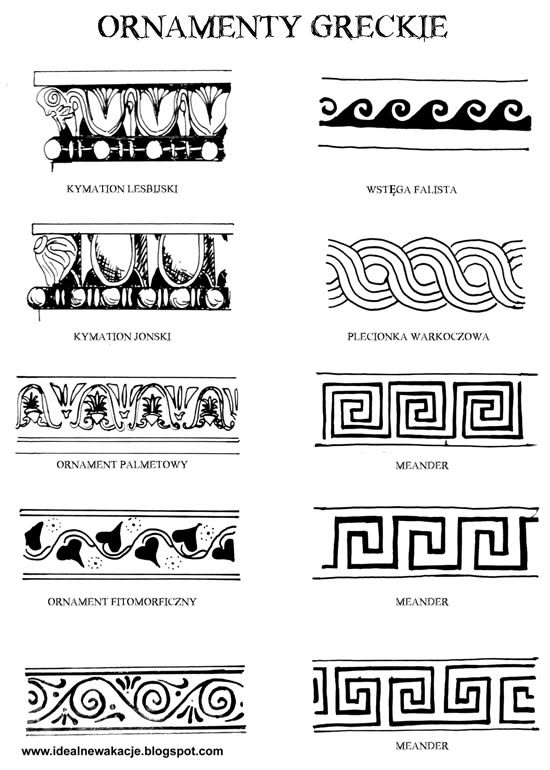 ORNAMENTY GRECKIE
KYMATION LESBIJSKI
WSTĘGA FALISTA
KYMATION JONSKI
PLECIONKA WARKOCZOWA
ORNAMENT PALMETOWY
MEANDER
ORNAMENT FITOMORFICZNY
MEANDER
MEANDER
www.idealnewakacje.blogspot.com